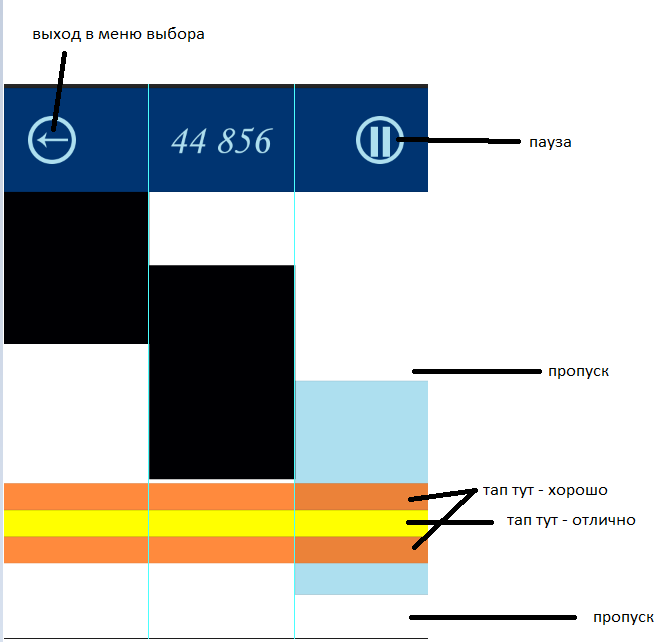 выход в меню выбора
44 856
пауза
пропуск
тап тут - хорошо
тап тут - отлично
пропуск